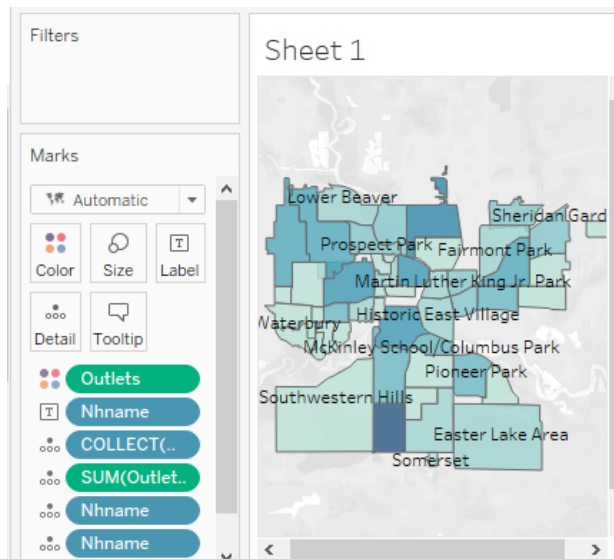 Filters
Marks
Automatic
Color
Size
Label
Detail
Tooltip
Outlets
Nhname
COLLECT(..
SUM(Outlet..
Nhname
Nhname
Sheet 1
Lower Beaver
Sheridan Gard
Prospect Park
Fairmont Park
Martin Luther King Jr. Park
Waterbury
Historic East Village
McKinley School/Columbus Park
Pioneer Park
Southwestern Hills
Easter Lake Area
Somerset